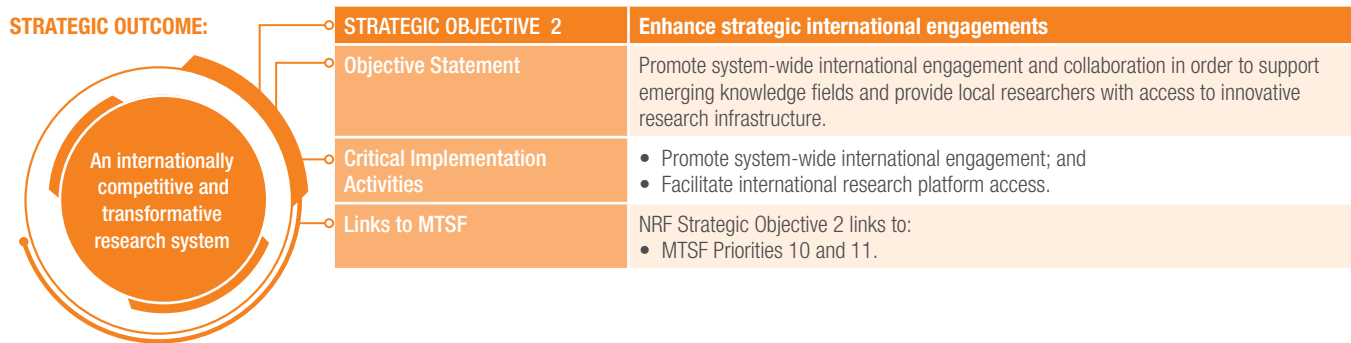 STRATEGIC OUTCOME:
An internationally
competitive and
transformative
research system
STRATEGIC OBJECTIVE 2
Enhance strategic international engagements
Objective Statement
Promote system-wide international engagement and collaboration in order to support
emerging knowledge fields and provide local researchers with access to innovative
research infrastructure.
Critical Implementation
Activities
• Promote system-wide international engagement; and
• Facilitate international research platform access.
Links to MTSF
NRF Strategic Objective 2 links to:
• MTSF Priorities 10 and 11.